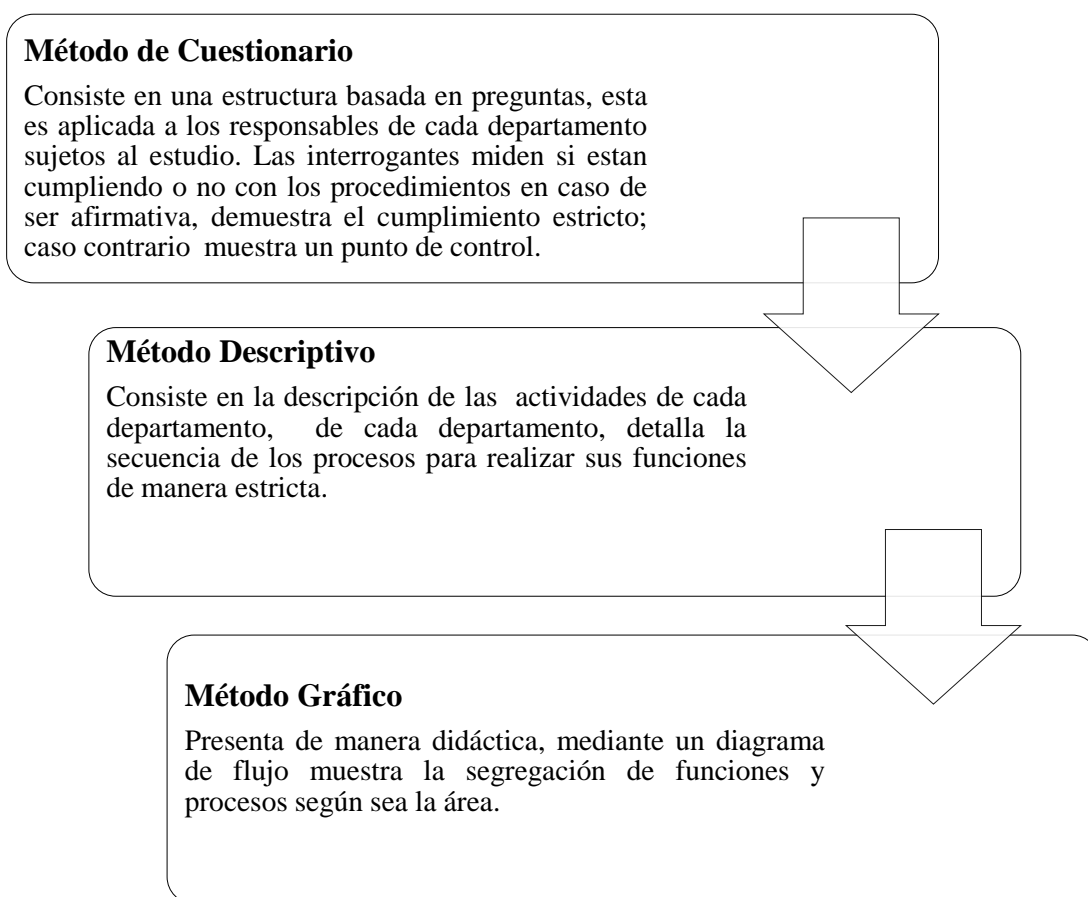 Método de Cuestionario
Consiste en una estructura basada en preguntas, esta
es aplicada a los responsables de cada departamento
sujetos al estudio. Las interrogantes miden si estan
cumpliendo o no con los procedimientos en caso de
ser afirmativa, demuestra el cumplimiento estricto;
caso contrario muestra un punto de control.
Método Descriptivo
Consiste en la descripción de las actividades de cada
departamento, de cada departamento, detalla la
secuencia de los procesos para realizar sus funciones
de manera estricta.
Método Gráfico
Presenta de manera didáctica, mediante un diagrama
de flujo muestra la segregación de funciones y
procesos según sea la área.